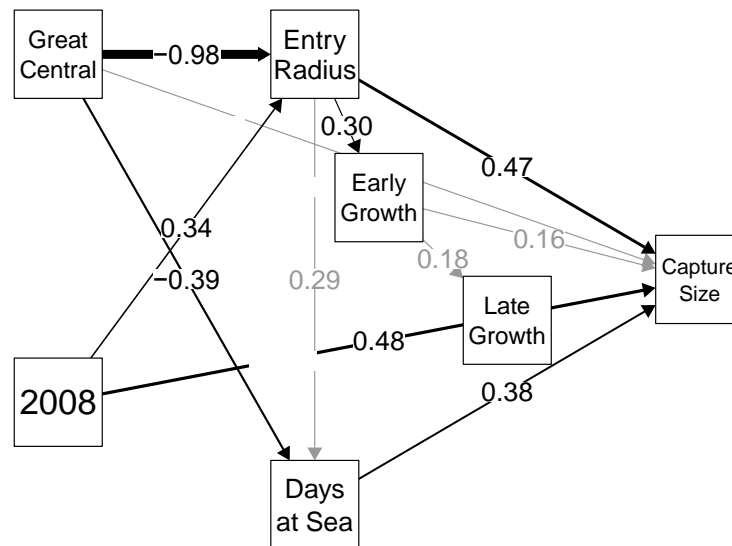 Great
Central
−0.98
Entry
Radius
0.30
0.47
Early
Growth
0.34
0.16
0.18
−0.39
0.29
Capture
Size
Late
Growth
0.48
2008
0.38
Days
at Sea